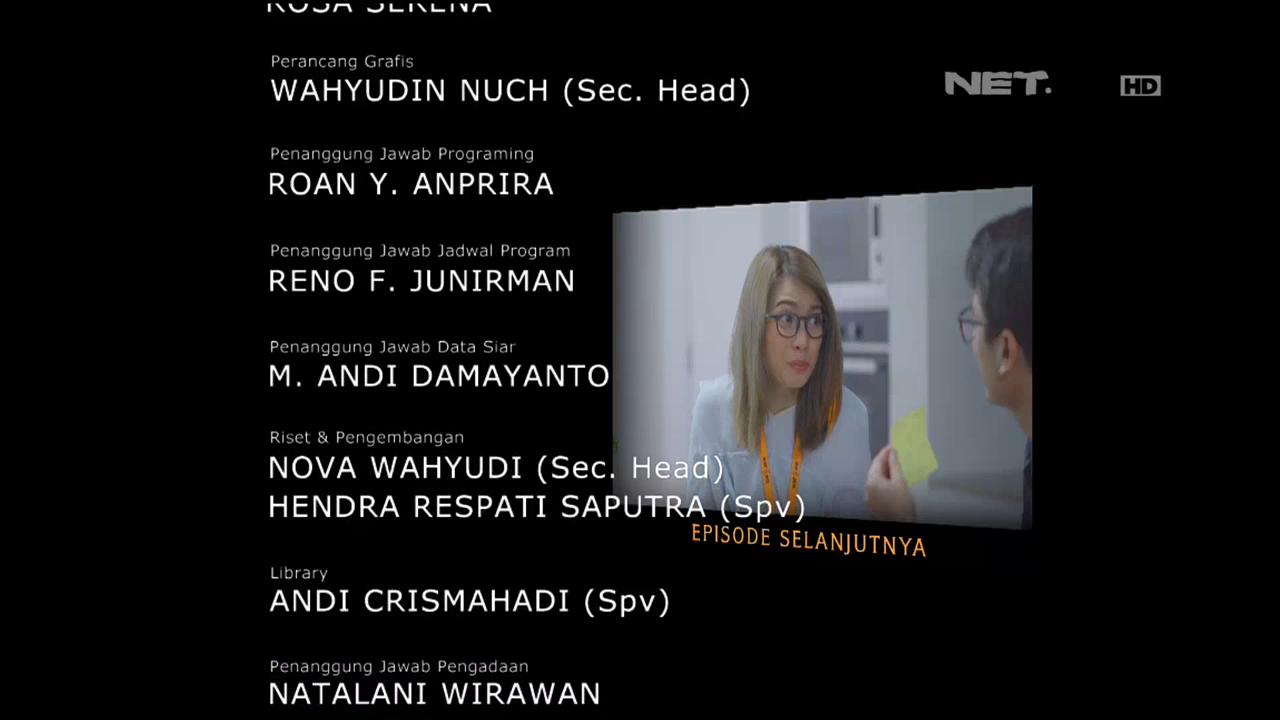 ROSA SERENA
Perancang Grafis
WAHYUDIN NUCH (Sec. Head)
NET.
HD
Penanggung Jawab Programing
ROAN Y. ANPRIRA
Penanggung Jawab Jadwal Program
RENO F. JUNIRMAN
Penanggung Jawab Data Siar
M. ANDI DAMAYANTO
Riset & Pengembangan
NOVA WAHYUDI (Sec. Head)
HENDRA RESPATI SAPUTRA (Spv)
EPISODE SELANJUTNYA
Library
ANDI CRISMAHADI (Spv)
Penanggung Jawab Pengadaan
NATALANI WIRAWAN